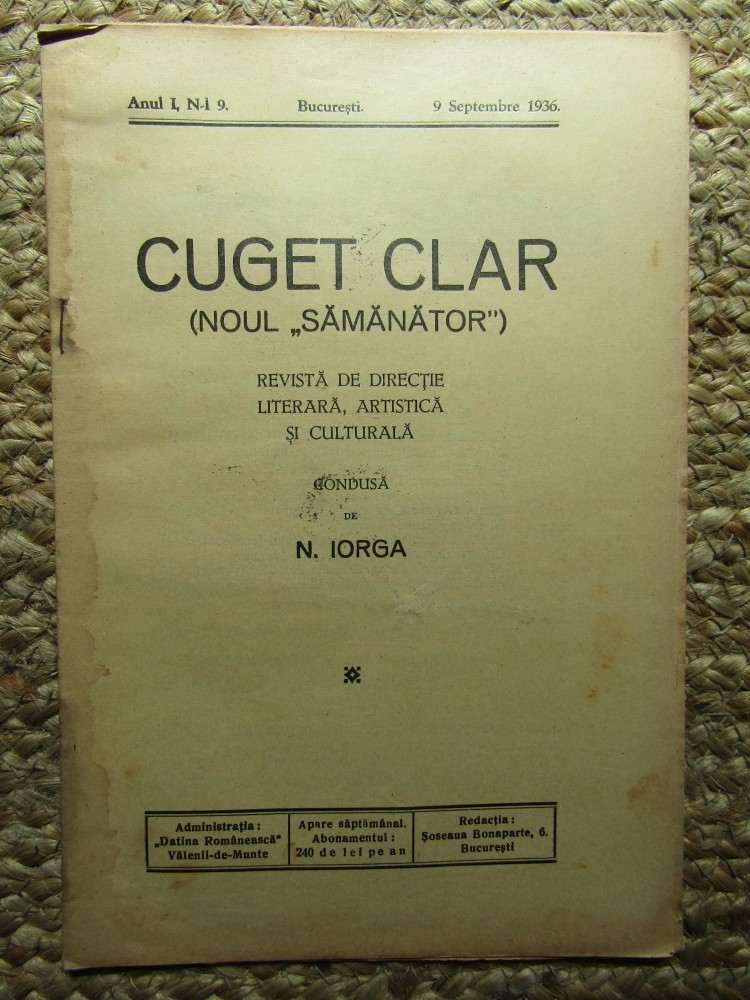 Anul I, N-l 9. București. 9 Septembre 1936.
CUGET CLAR
(NOUL „SĂMĂNĂTOR”)
REVISTĂ DE DIRECȚIE
LITERARĂ, ARTISTICĂ
ȘI CULTURALĂ
CONDUSĂ
DE
N. IORGA
Administrația:
„Datina Românească“
Vălenii-de-Munte
Apare săptămânal.
Abonamentul:
240 de lei pe an
Redacția:
Șoseaua Bonaparte, 6.
București